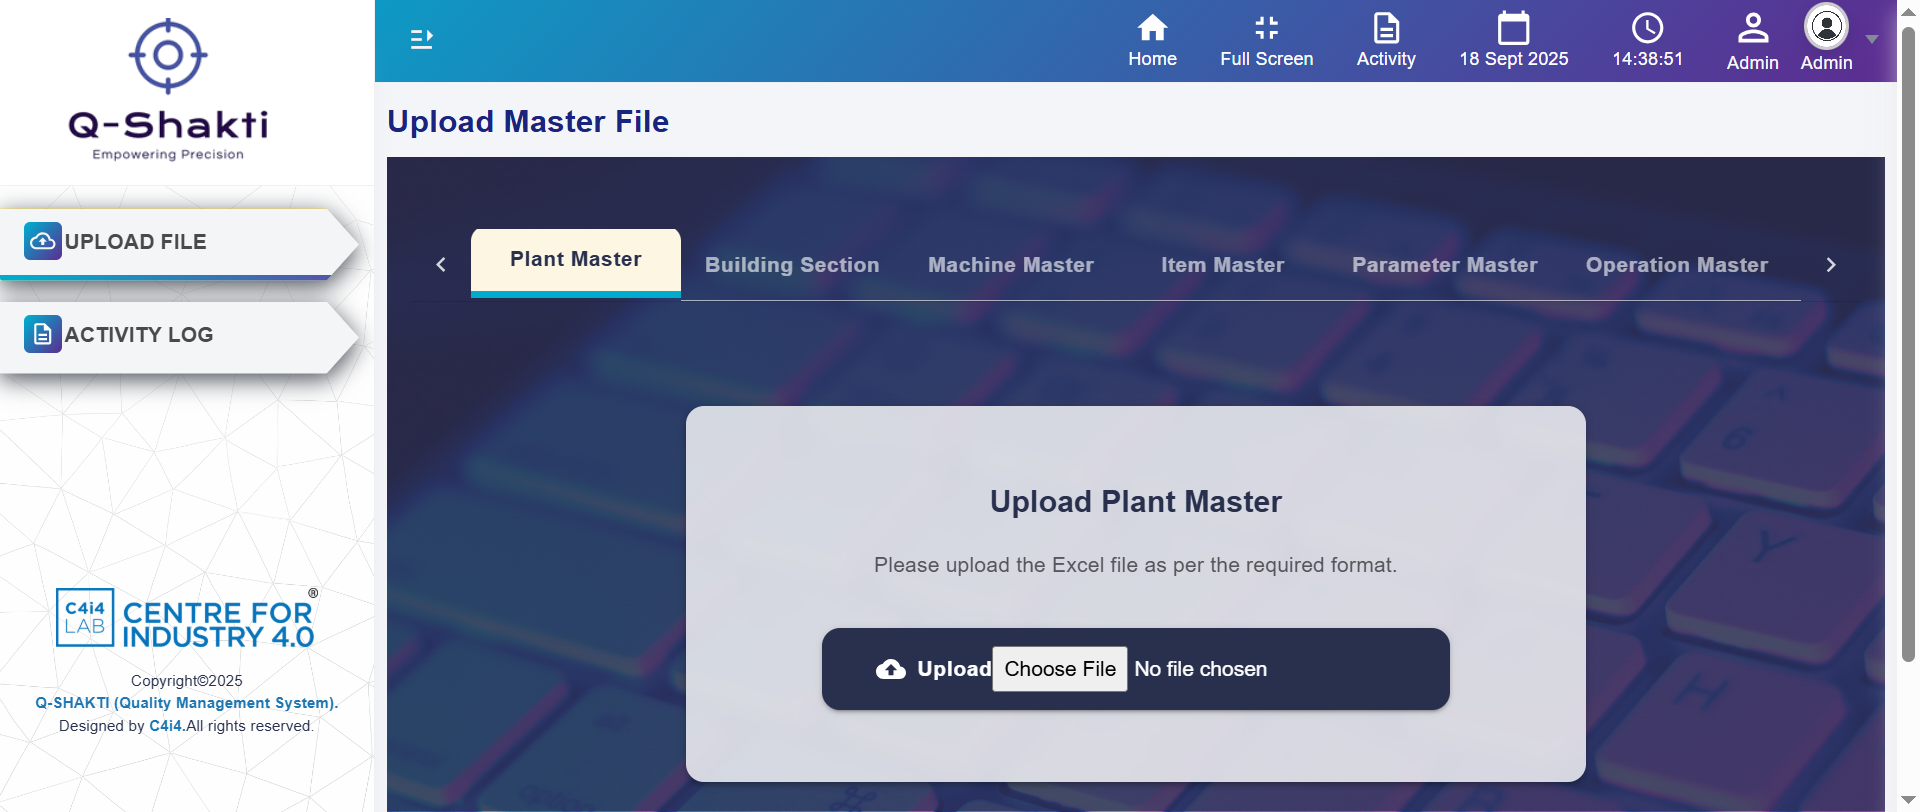 Q-Shakti
Empowering Precision
UPLOAD FILE
ACTIVITY LOG
C4i4 LAB
CENTRE FOR INDUSTRY 4.0 ®
Copyright©2025
Q-SHAKTI (Quality Management System).
Designed by C4i4.All rights reserved.
Home
Full Screen
Activity
18 Sept 2025
14:38:51
Admin
Admin
Upload Master File
Plant Master
Building Section
Machine Master
Item Master
Parameter Master
Operation Master
Upload Plant Master
Please upload the Excel file as per the required format.
Upload Choose File No file chosen
6
Y
H
option